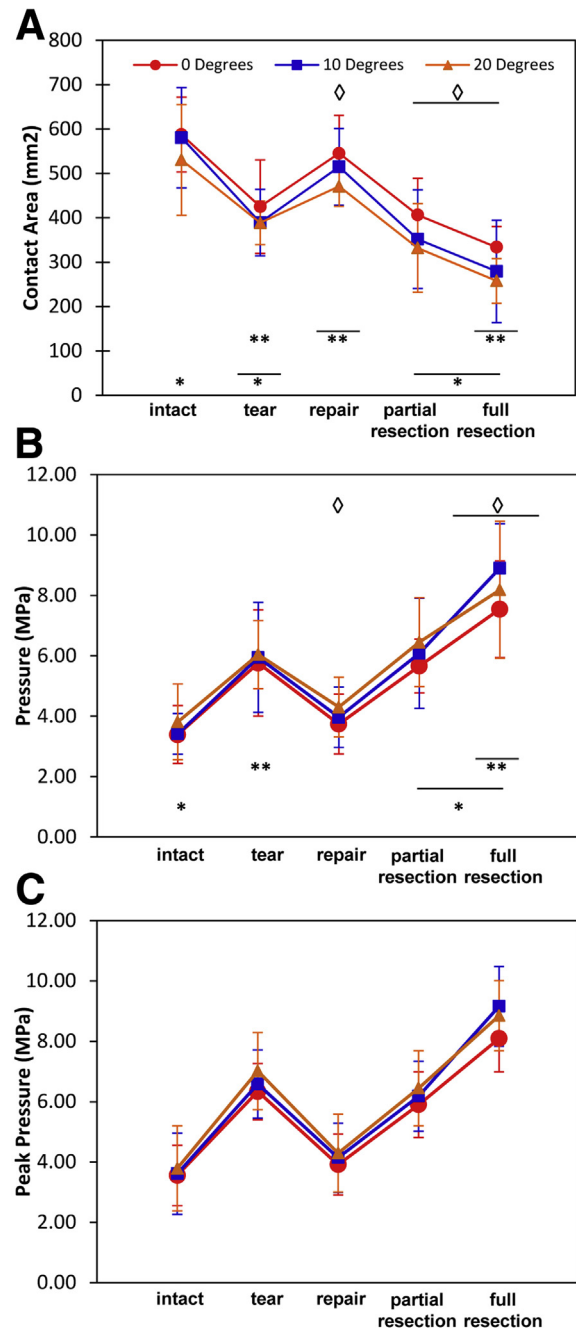 A
800
0 Degrees 10 Degrees 20 Degrees
700
◊ ◊
600
500
400
300
200
** ** **
100
* * *
0
Contact Area (mm2)
intact tear repair partial resection full resection
B
12.00
◊ ◊
10.00
8.00
6.00
4.00
2.00
** **
* *
0.00
Pressure (MPa)
intact tear repair partial resection full resection
C
12.00
10.00
8.00
6.00
4.00
2.00
0.00
Peak Pressure (MPa)
intact tear repair partial resection full resection